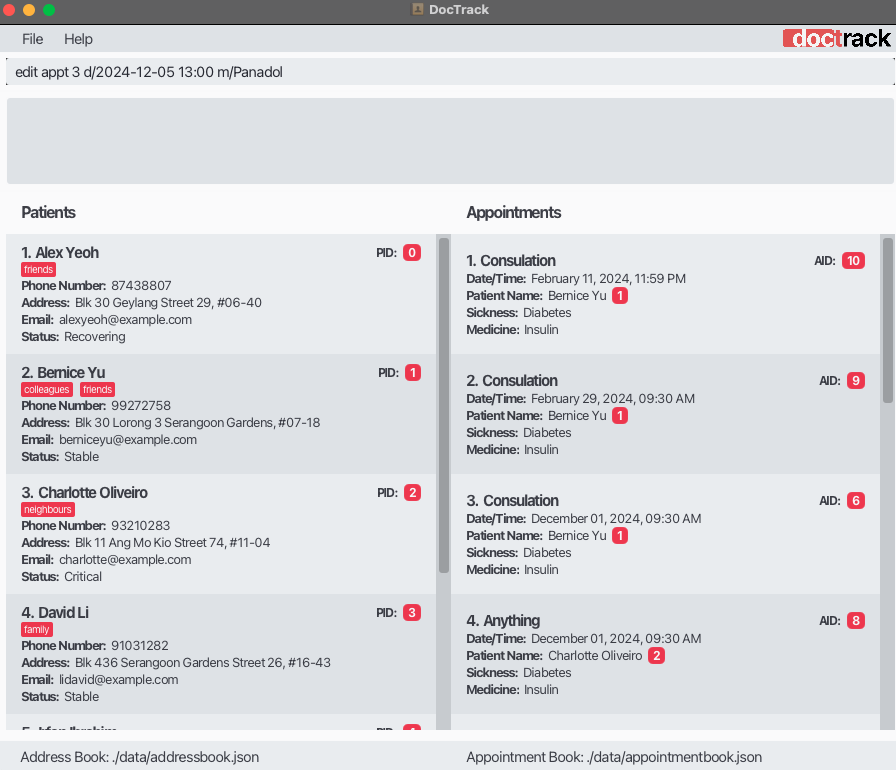 DocTrack
File Help
doctrack
edit appt 3 d/2024-12-05 13:00 m/Panadol
Patients
1. Alex Yeoh PID: 0
friends
Phone Number: 87438807
Address: Blk 30 Geylang Street 29, #06-40
Email: alexyeoh@example.com
Status: Recovering
2. Bernice Yu PID: 1
colleagues friends
Phone Number: 99272758
Address: Blk 30 Lorong 3 Serangoon Gardens, #07-18
Email: berniceyu@example.com
Status: Stable
3. Charlotte Oliveiro PID: 2
neighbours
Phone Number: 93210283
Address: Blk 11 Ang Mo Kio Street 74, #11-04
Email: charlotte@example.com
Status: Critical
4. David Li PID: 3
family
Phone Number: 91031282
Address: Blk 436 Serangoon Gardens Street 26, #16-43
Email: lidavid@example.com
Status: Stable
Appointments
1. Consulation AID: 10
Date/Time: February 11, 2024, 11:59 PM
Patient Name: Bernice Yu 1
Sickness: Diabetes
Medicine: Insulin
2. Consulation AID: 9
Date/Time: February 29, 2024, 09:30 AM
Patient Name: Bernice Yu 1
Sickness: Diabetes
Medicine: Insulin
3. Consulation AID: 6
Date/Time: December 01, 2024, 09:30 AM
Patient Name: Bernice Yu 1
Sickness: Diabetes
Medicine: Insulin
4. Anything AID: 8
Date/Time: December 01, 2024, 09:30 AM
Patient Name: Charlotte Oliveiro 2
Sickness: Diabetes
Medicine: Insulin
Address Book: ./data/addressbook.json
Appointment Book: ./data/appointmentbook.json